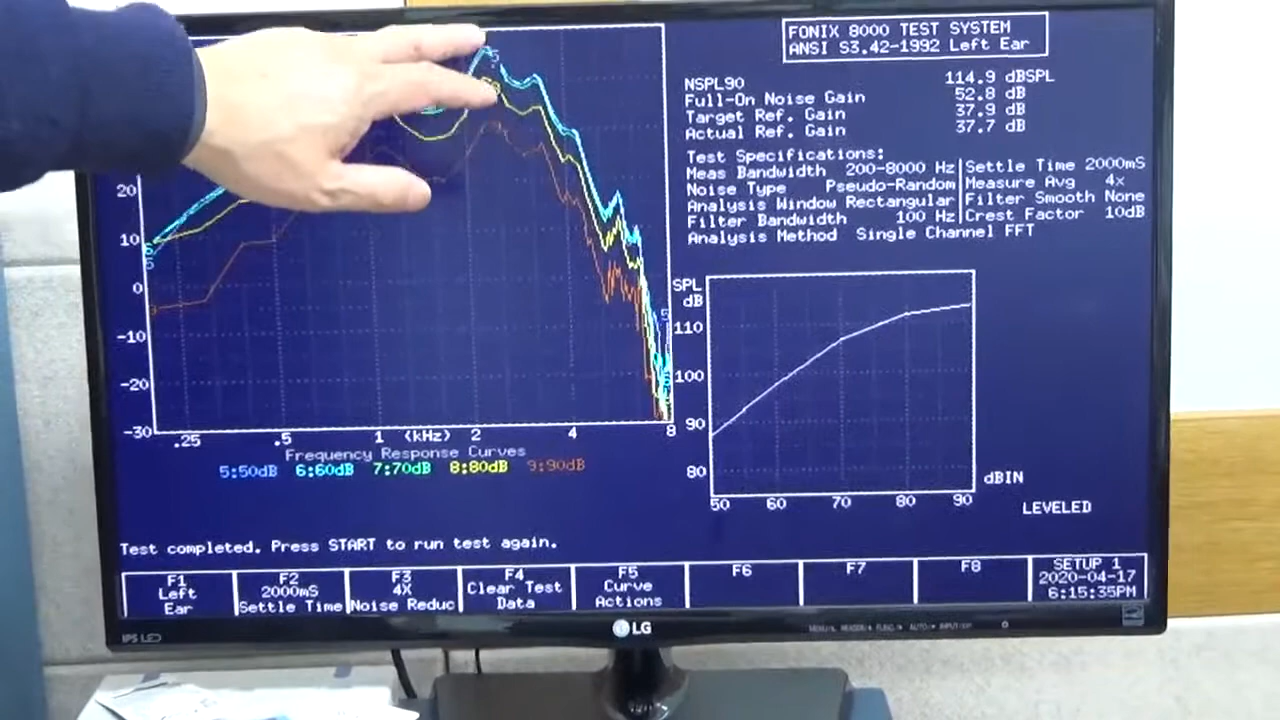 FONIX 8000 TEST SYSTEM
ANSI S3.42-1992 Left Ear
NSPL90 114.9 dBSPL
Full-On Noise Gain 52.8 dB
Target Ref. Gain 37.9 dB
Actual Ref. Gain 37.7 dB
Test Specifications:
Meas Bandwidth 200-8000 Hz
Noise Type Pseudo-Random
Analysis Window Rectangular
Filter Bandwidth 100 Hz
Analysis Method Single Channel FFT
Settle Time 2000mS
Measure Avg 4x
Filter Smooth None
Crest Factor 10dB
20
10
0
-10
-20
-30
.25 .5 1 (kHz) 2 4 8
Frequency Response Curves
5:50dB 6:60dB 7:70dB 8:80dB 9:90dB
SPL
dB
110
100
90
80
50 60 70 80 90
dBIN
LEVELED
Test completed. Press START to run test again.
F1
Left
Ear
F2
2000mS
Settle Time
F3
4X
Noise Reduc
F4
Clear Test
Data
F5
Curve
Actions
F6
F7
F8
SETUP 1
2020-04-17
6:15:35PM
IPS LED
LG